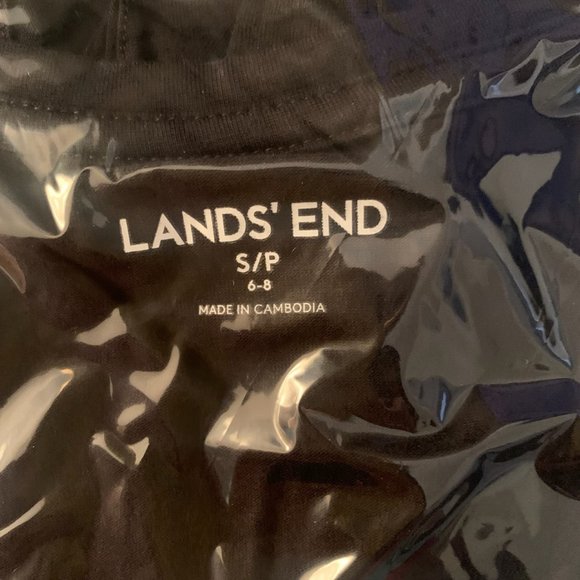 LANDS' END
S/P
6-8
MADE IN CAMBODIA